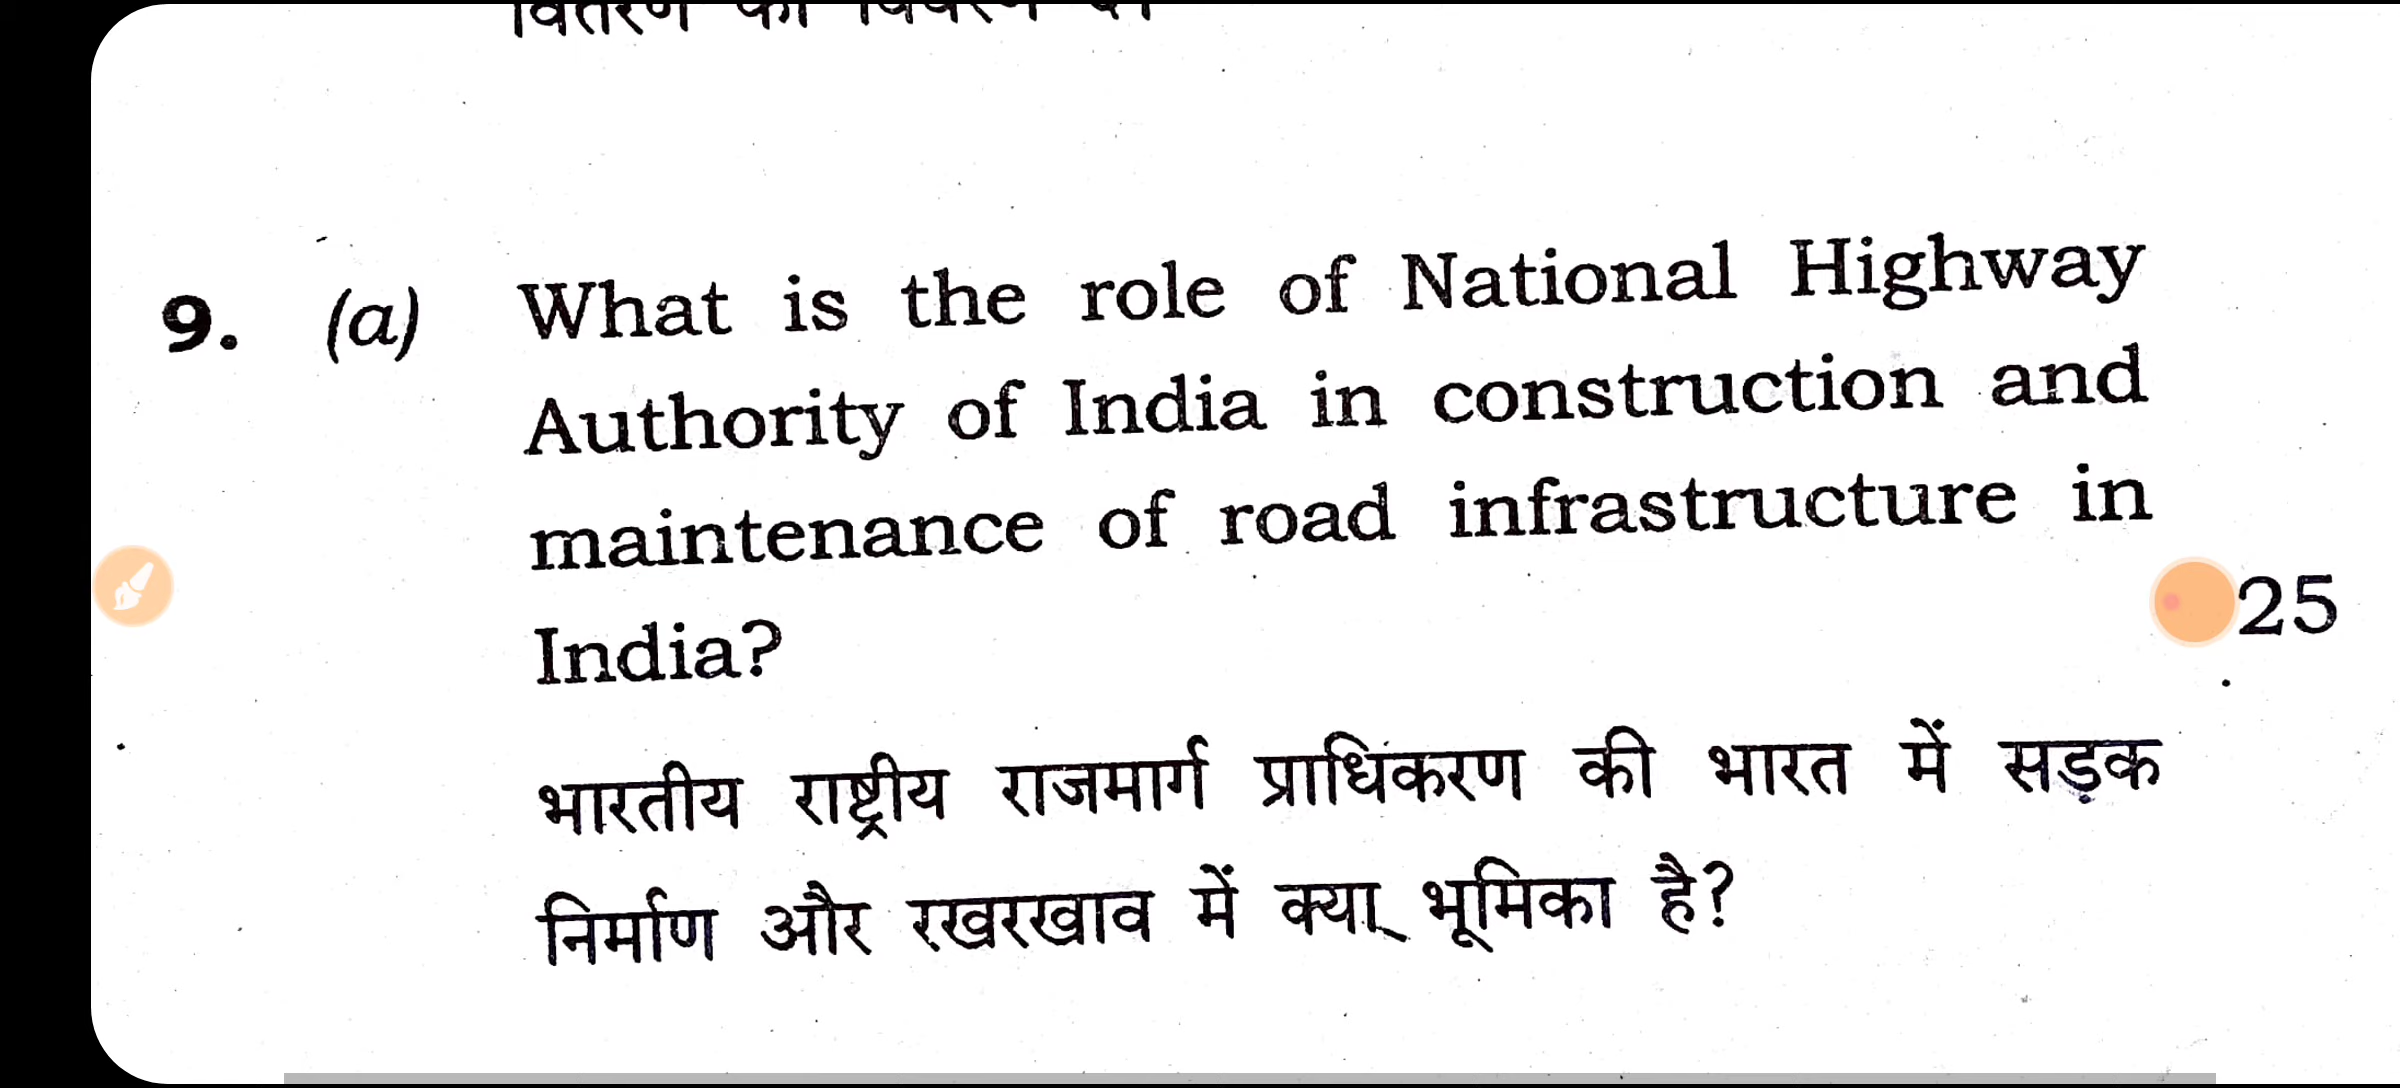 9. (a) What is the role of National Highway
Authority of India in construction and
maintenance of road infrastructure in
India? 25
भारतीय राष्ट्रीय राजमार्ग प्राधिकरण की भारत में सड़क
निर्माण और रखरखाव में क्या भूमिका है?